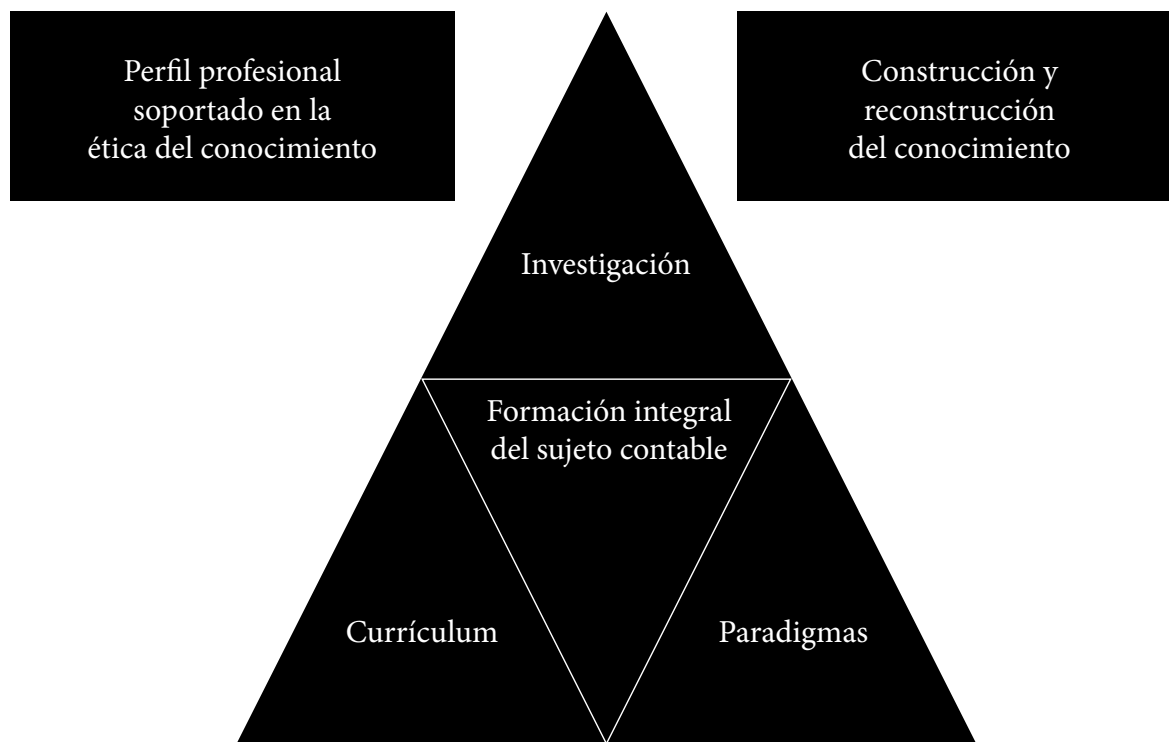 Perfil profesional
soportado en la
ética del conocimiento
Construcción y
reconstrucción
del conocimiento
Investigación
Formación integral
del sujeto contable
Currículum
Paradigmas